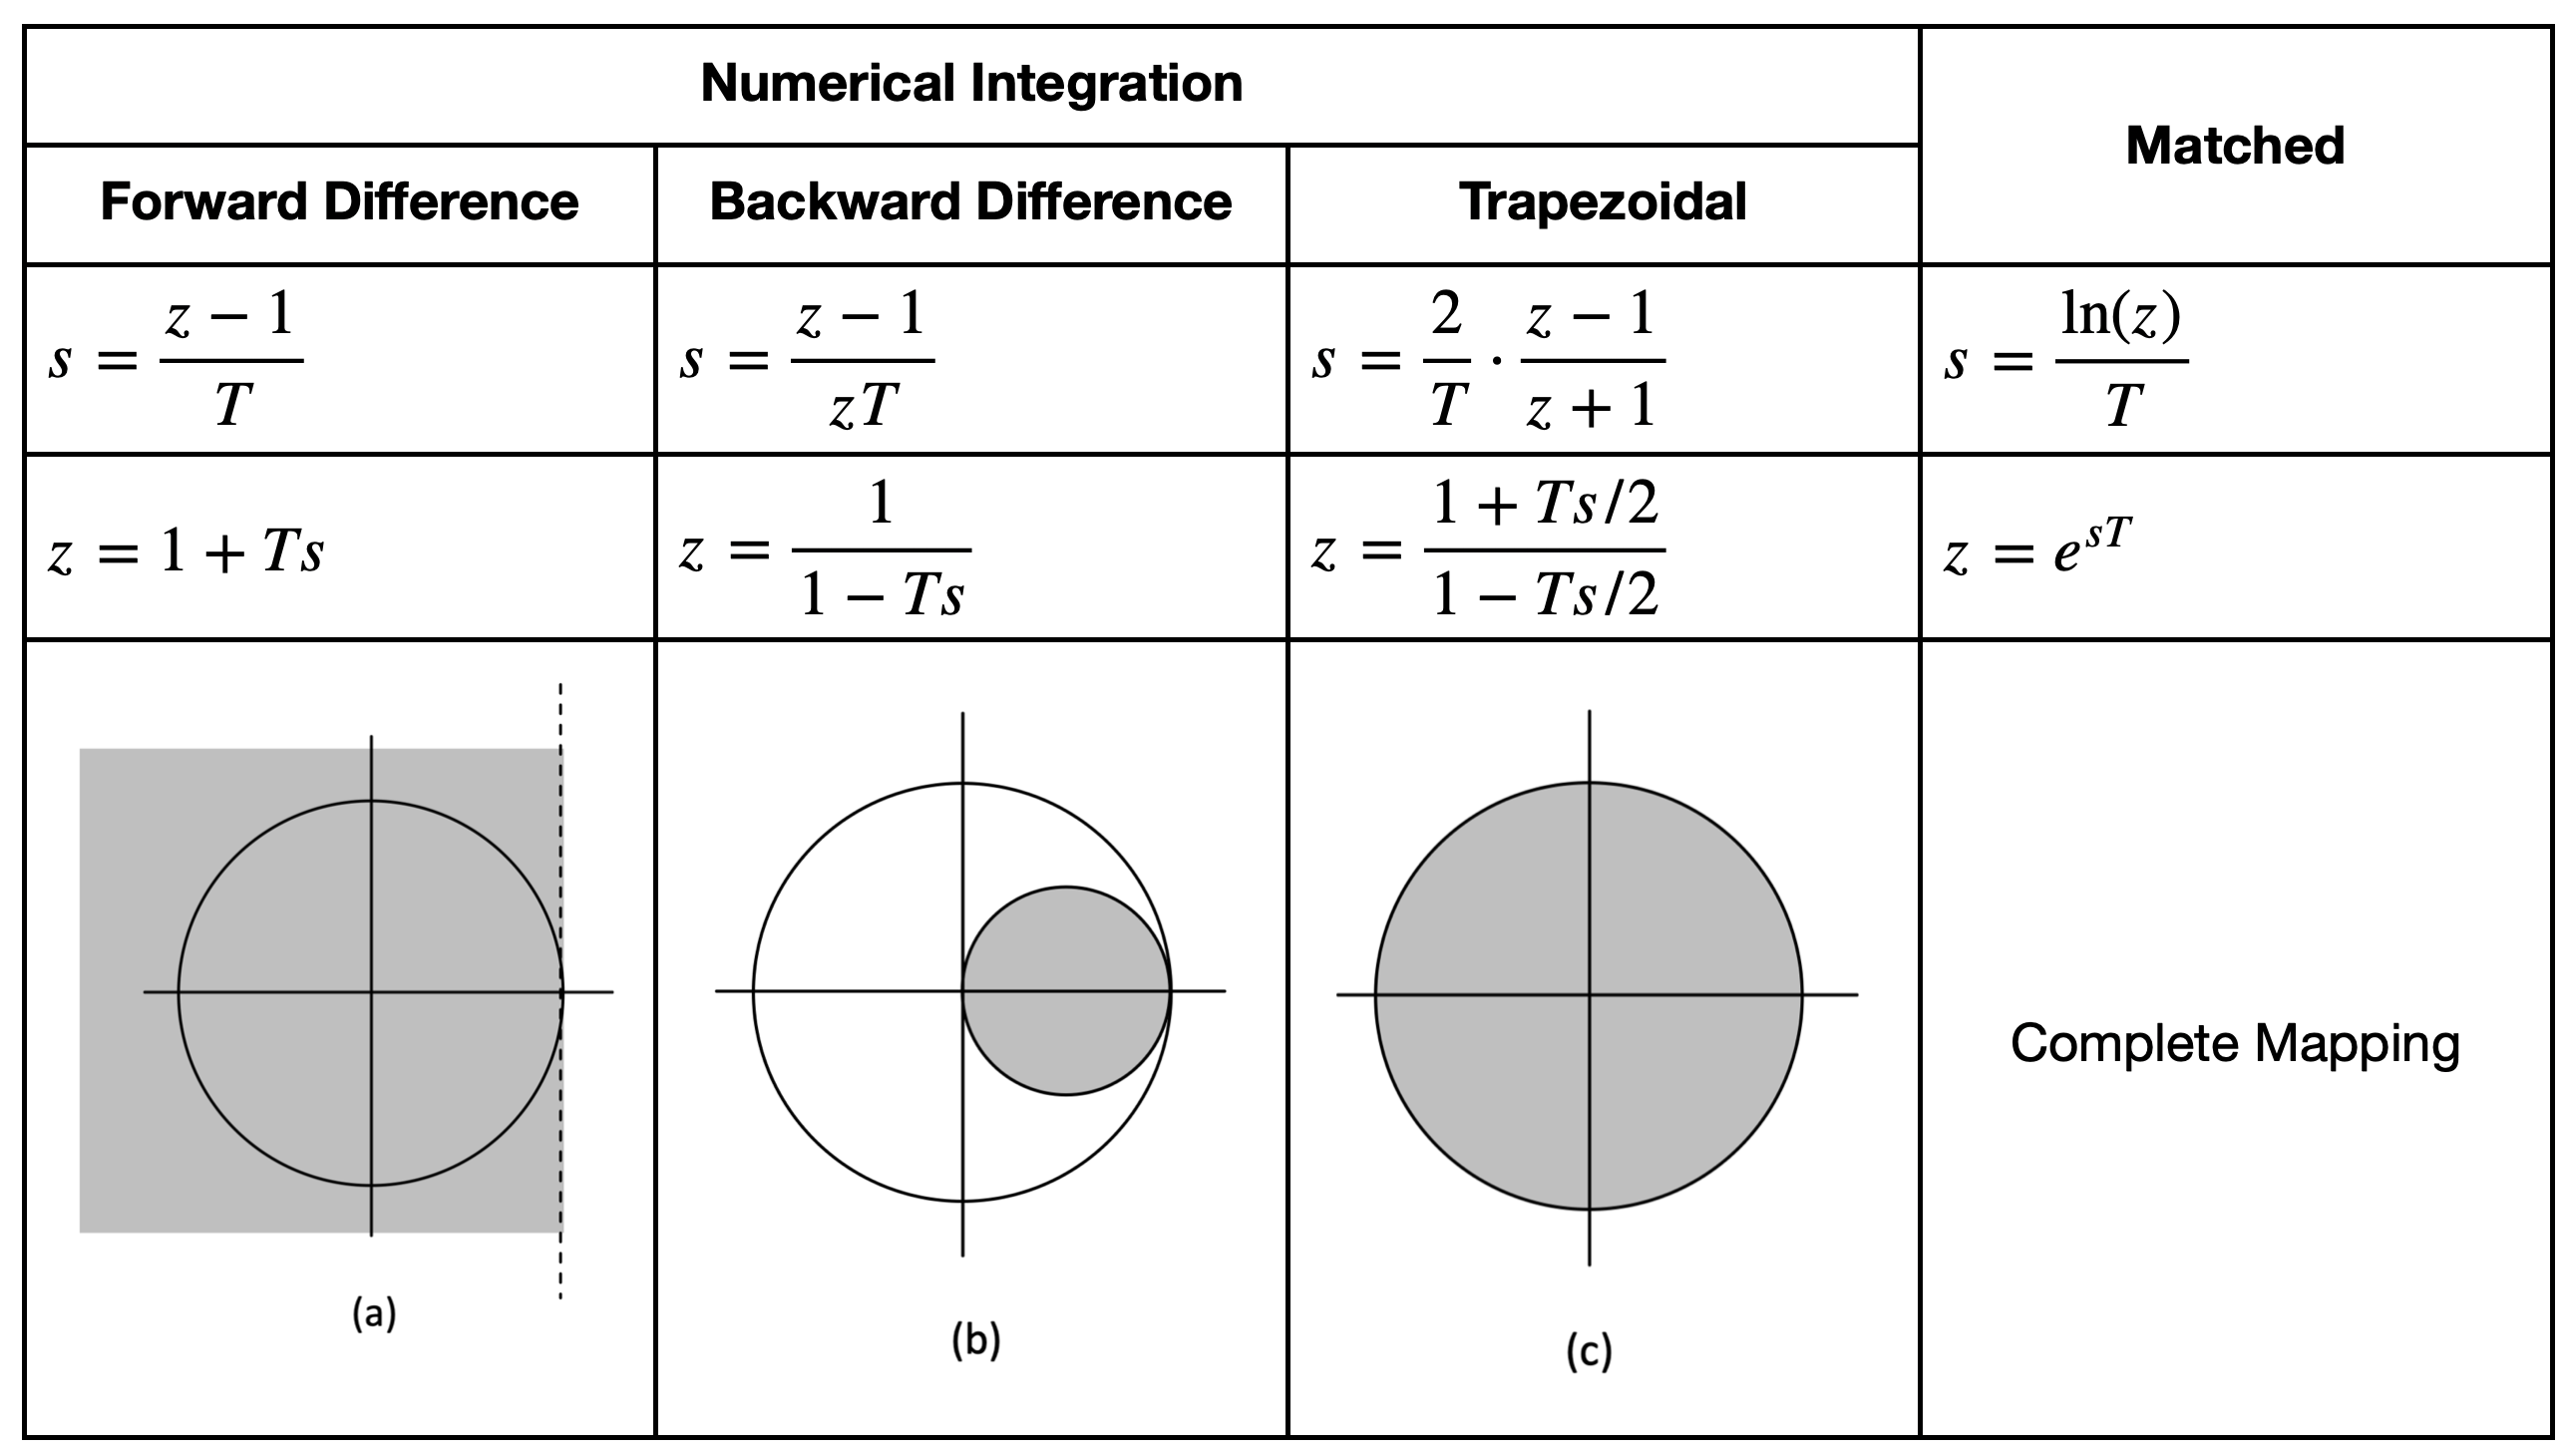 Numerical Integration
Matched
Forward Difference
Backward Difference
Trapezoidal
s = \frac{z - 1}{T}
s = \frac{z - 1}{zT}
s = \frac{2}{T} \cdot \frac{z - 1}{z + 1}
s = \frac{\ln(z)}{T}
z = 1 + Ts
z = \frac{1}{1 - Ts}
z = \frac{1 + Ts/2}{1 - Ts/2}
z = e^{sT}
Complete Mapping
(a)
(b)
(c)